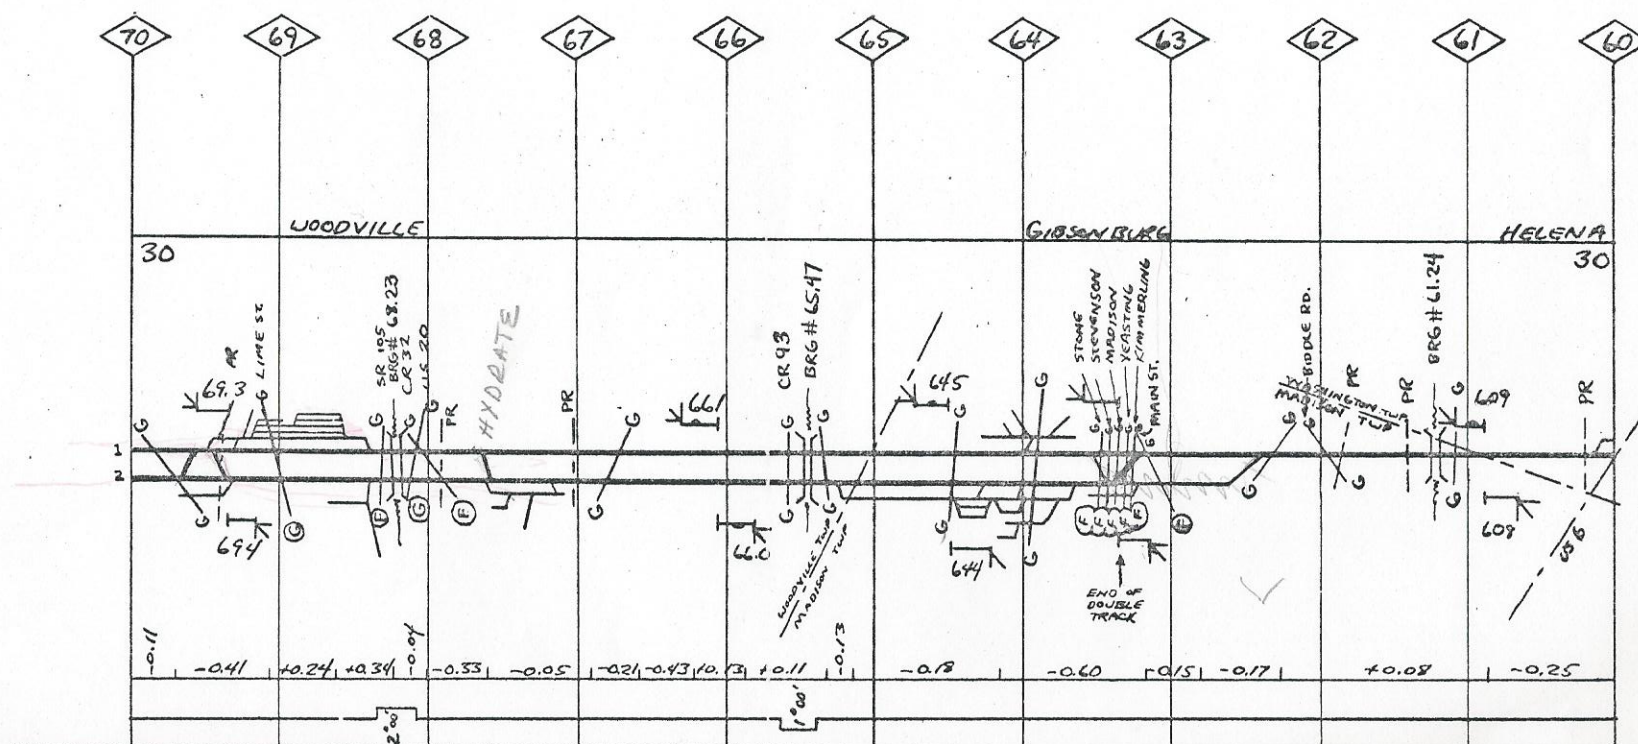 70 69 68 67 66 65 64 63 62 61 60
WOODVILLE GIBSONBURG HELENA
30 30
69.3
PR
G LIME ST.
SR 105
BRG# 68.23
CR 32
U.S. 20
G
PR
HYDRATE
PR
G
661
CR 93
BRG# 65.47
G G
645
G
G
STONE
STEVENSON
MADISON
YEASTING
KIMMERLING
MAIN ST.
G G G G G G
BIDDLE RD.
G G
WASHINGTON TWP
MADISON TWP
PR
PR
BRG# 61.24
G
609
PR
G
G G
1
2
G
694
G
F
G
F
G
66.0
G G
WOODVILLE TWP
MADISON TWP
G
644
G
F F F F F
F
END OF
DOUBLE
TRACK
G
G
G
608
US 6
-0.11 -0.41 +0.24 +0.34 -0.04 -0.33 -0.05 -0.21 -0.43 +0.13 +0.11 -0.13 -0.18 -0.60 -0.15 -0.17 +0.08 -0.25
2°00' 1°00'